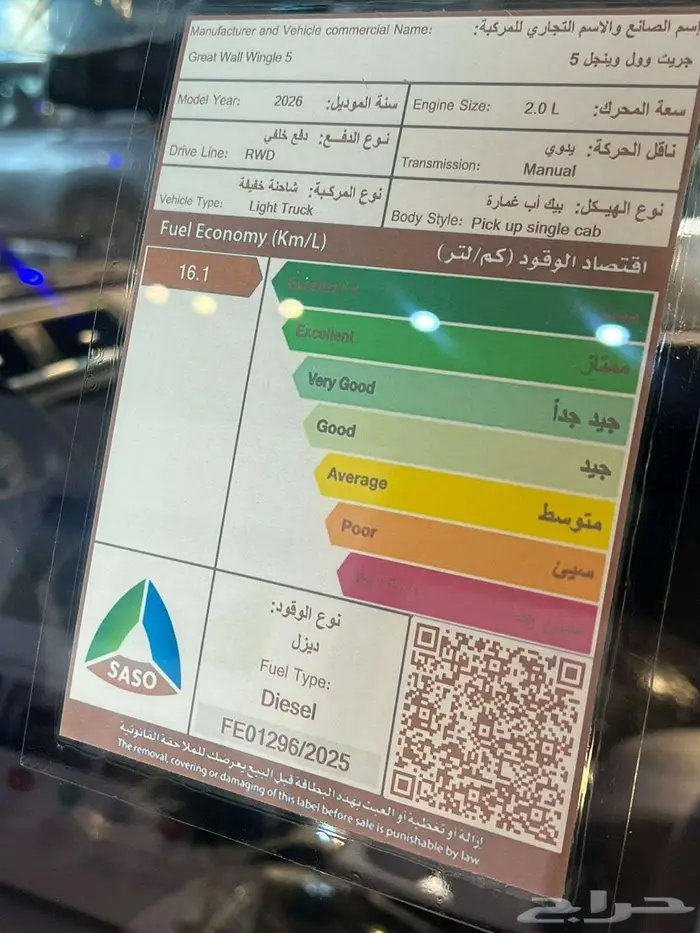 Manufacturer and Vehicle commercial Name: إسم الصانع والاسم التجاري للمركبة:
Great Wall Wingle 5 جريت وول وينجل 5
Model Year: 2026 سنة الموديل:
Engine Size: 2.0 L سعة المحرك:
نوع الدفع: دفع خلفي
Drive Line: RWD
ناقل الحركة: يدوي
Transmission: Manual
نوع المركبة: شاحنة خفيفة
Vehicle Type: Light Truck
نوع الهيكل: بيك أب غمارة
Body Style: Pick up single cab
Fuel Economy (Km/L) اقتصاد الوقود (كم/لتر)
16.1
Excellent ممتاز
Very Good جيد جداً
Good جيد
Average متوسط
Poor سيئ
SASO
نوع الوقود:
ديزل
Fuel Type:
Diesel
FE01296/2025
إزالة أو تغطية أو العبث بهذه البطاقة قبل البيع يعرضك للملاحقة القانونية
The removal, covering or damaging of this label before sale is punishable by law
حراج